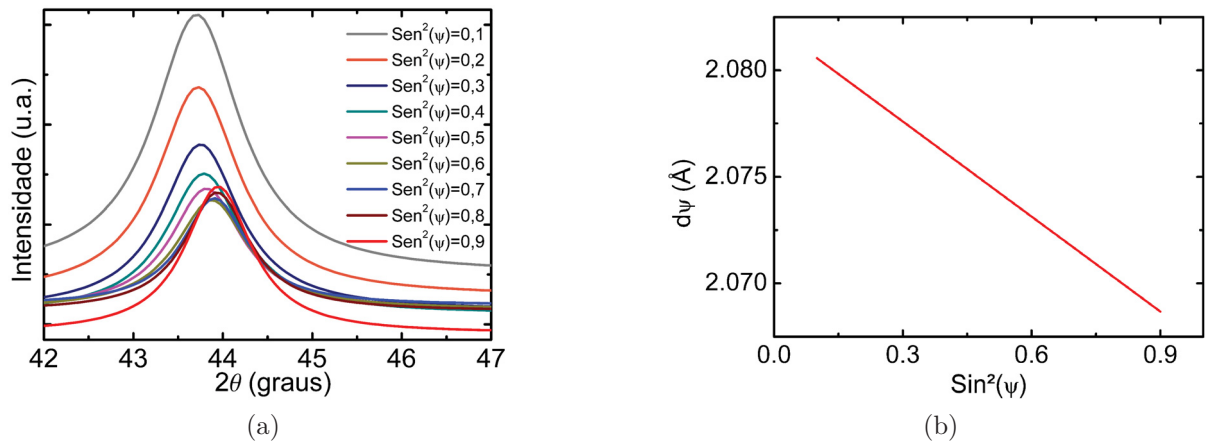 Intensidade (u.a.)
Sen²(ψ)=0,1
Sen²(ψ)=0,2
Sen²(ψ)=0,3
Sen²(ψ)=0,4
Sen²(ψ)=0,5
Sen²(ψ)=0,6
Sen²(ψ)=0,7
Sen²(ψ)=0,8
Sen²(ψ)=0,9
42 43 44 45 46 47
2θ (graus)
(a)
dψ (Å)
2.080
2.075
2.070
0.0 0.3 0.6 0.9
Sin²(ψ)
(b)